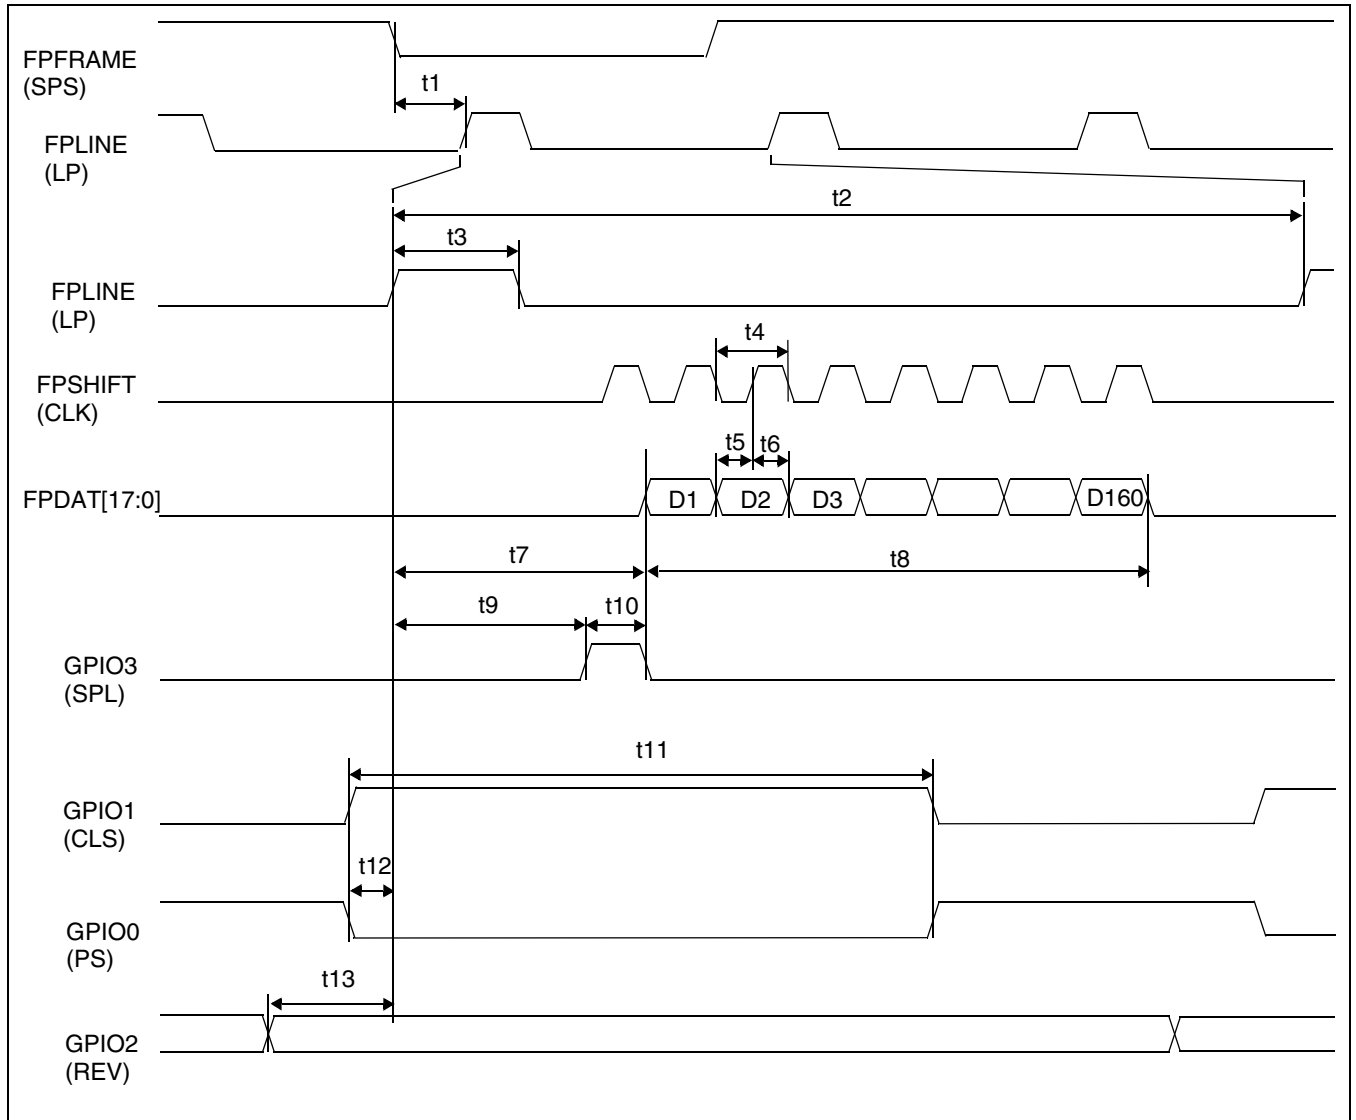 FPFRAME
(SPS)
t1
FPLINE
(LP)
t2
t3
FPLINE
(LP)
t4
FPSHIFT
(CLK)
t5 t6
FPDAT[17:0]
D1 D2 D3 D160
t7
t8
t9
t10
GPIO3
(SPL)
t11
GPIO1
(CLS)
t12
GPIO0
(PS)
t13
GPIO2
(REV)